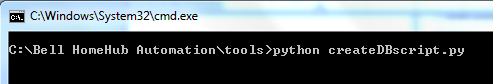 C:\Windows\System32\cmd.exe
C:\Bell HomeHub Automation\tools>python createDBscript.py